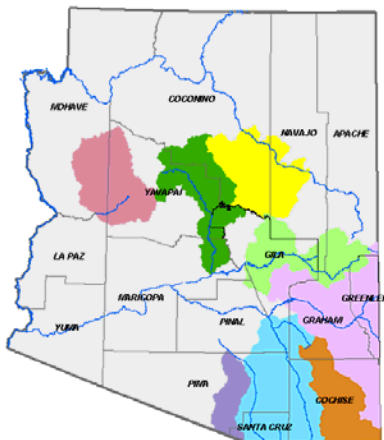 COCONINO
MOHAVE
NAVAJO
APACHE
YAVAPAI
LA PAZ
GILA
MARICOPA
GREENLEE
YUMA
PINAL
GRAHAM
PIMA
COCHISE
SANTA CRUZ